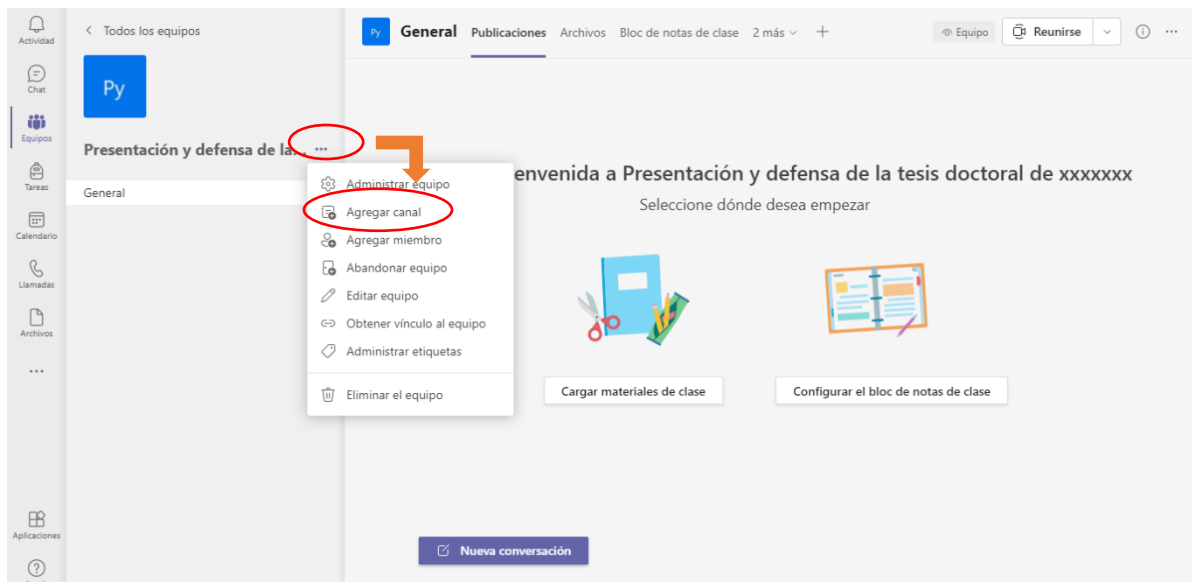 Actividad
Chat
Equipos
Tareas
Calendario
Llamadas
Archivos
Aplicaciones
Todos los equipos
Py
Presentación y defensa de la...
General
Administrar equipo
Agregar canal
Agregar miembro
Abandonar equipo
Editar equipo
Obtener vínculo al equipo
Administrar etiquetas
Eliminar el equipo
Py General Publicaciones Archivos Bloc de notas de clase 2 más
Equipo Reunirse
envenida a Presentación y defensa de la tesis doctoral de xxxxxxx
Seleccione dónde desea empezar
Cargar materiales de clase
Configurar el bloc de notas de clase
Nueva conversación